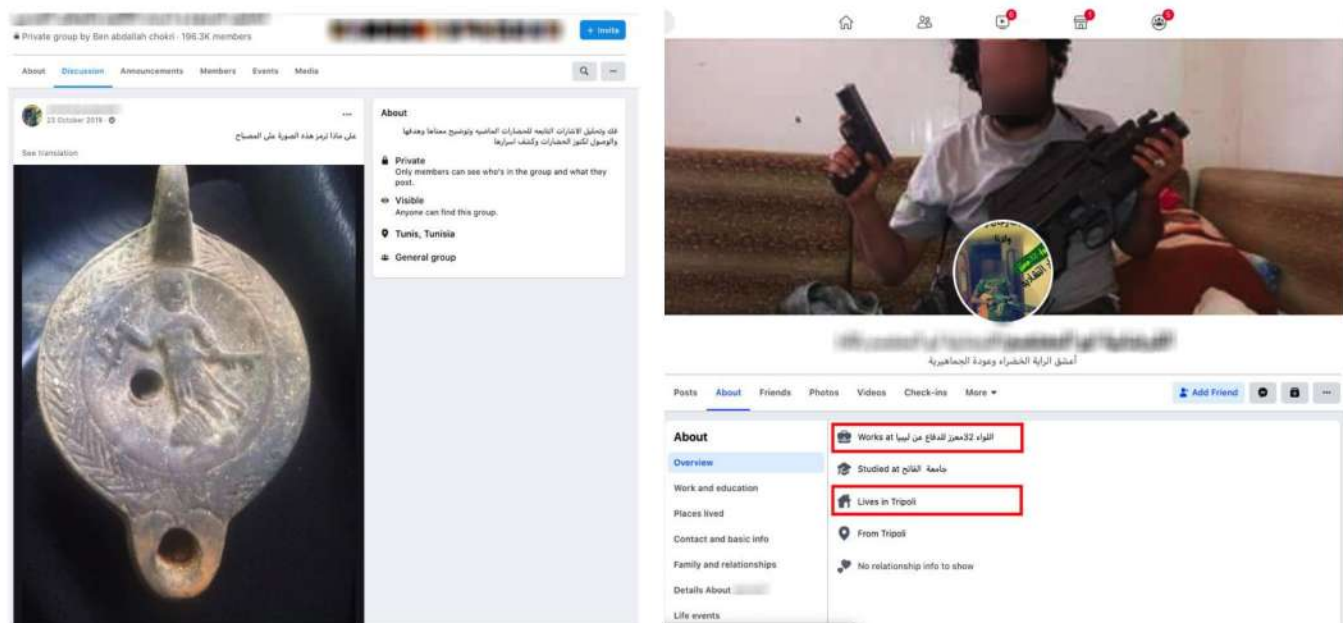 Private group by Ben abdallah chokri · 196.3K members
+ Invite
About Discussion Announcements Members Events Media
23 October 2019
على ماذا ترمز هذه الصورة على المصباح
See translation
About
فك وتحليل الاشارات التابعه للحضارات الماضيه وتوضيح معناها وهدفها
والوصول لكنوز الحضارات وكشف اسرارها
Private
Only members can see who's in the group and what they
post.
Visible
Anyone can find this group.
Tunis, Tunisia
General group
6 1 5
أعشق الراية الخضراء وعودة الجماهيرية
Posts About Friends Photos Videos Check-ins More
Add Friend
About
Overview
Work and education
Places lived
Contact and basic info
Family and relationships
Details About
Life events
Works at اللواء 32معزز للدفاع عن ليبيا
Studied at جامعة الفاتح
Lives in Tripoli
From Tripoli
No relationship info to show